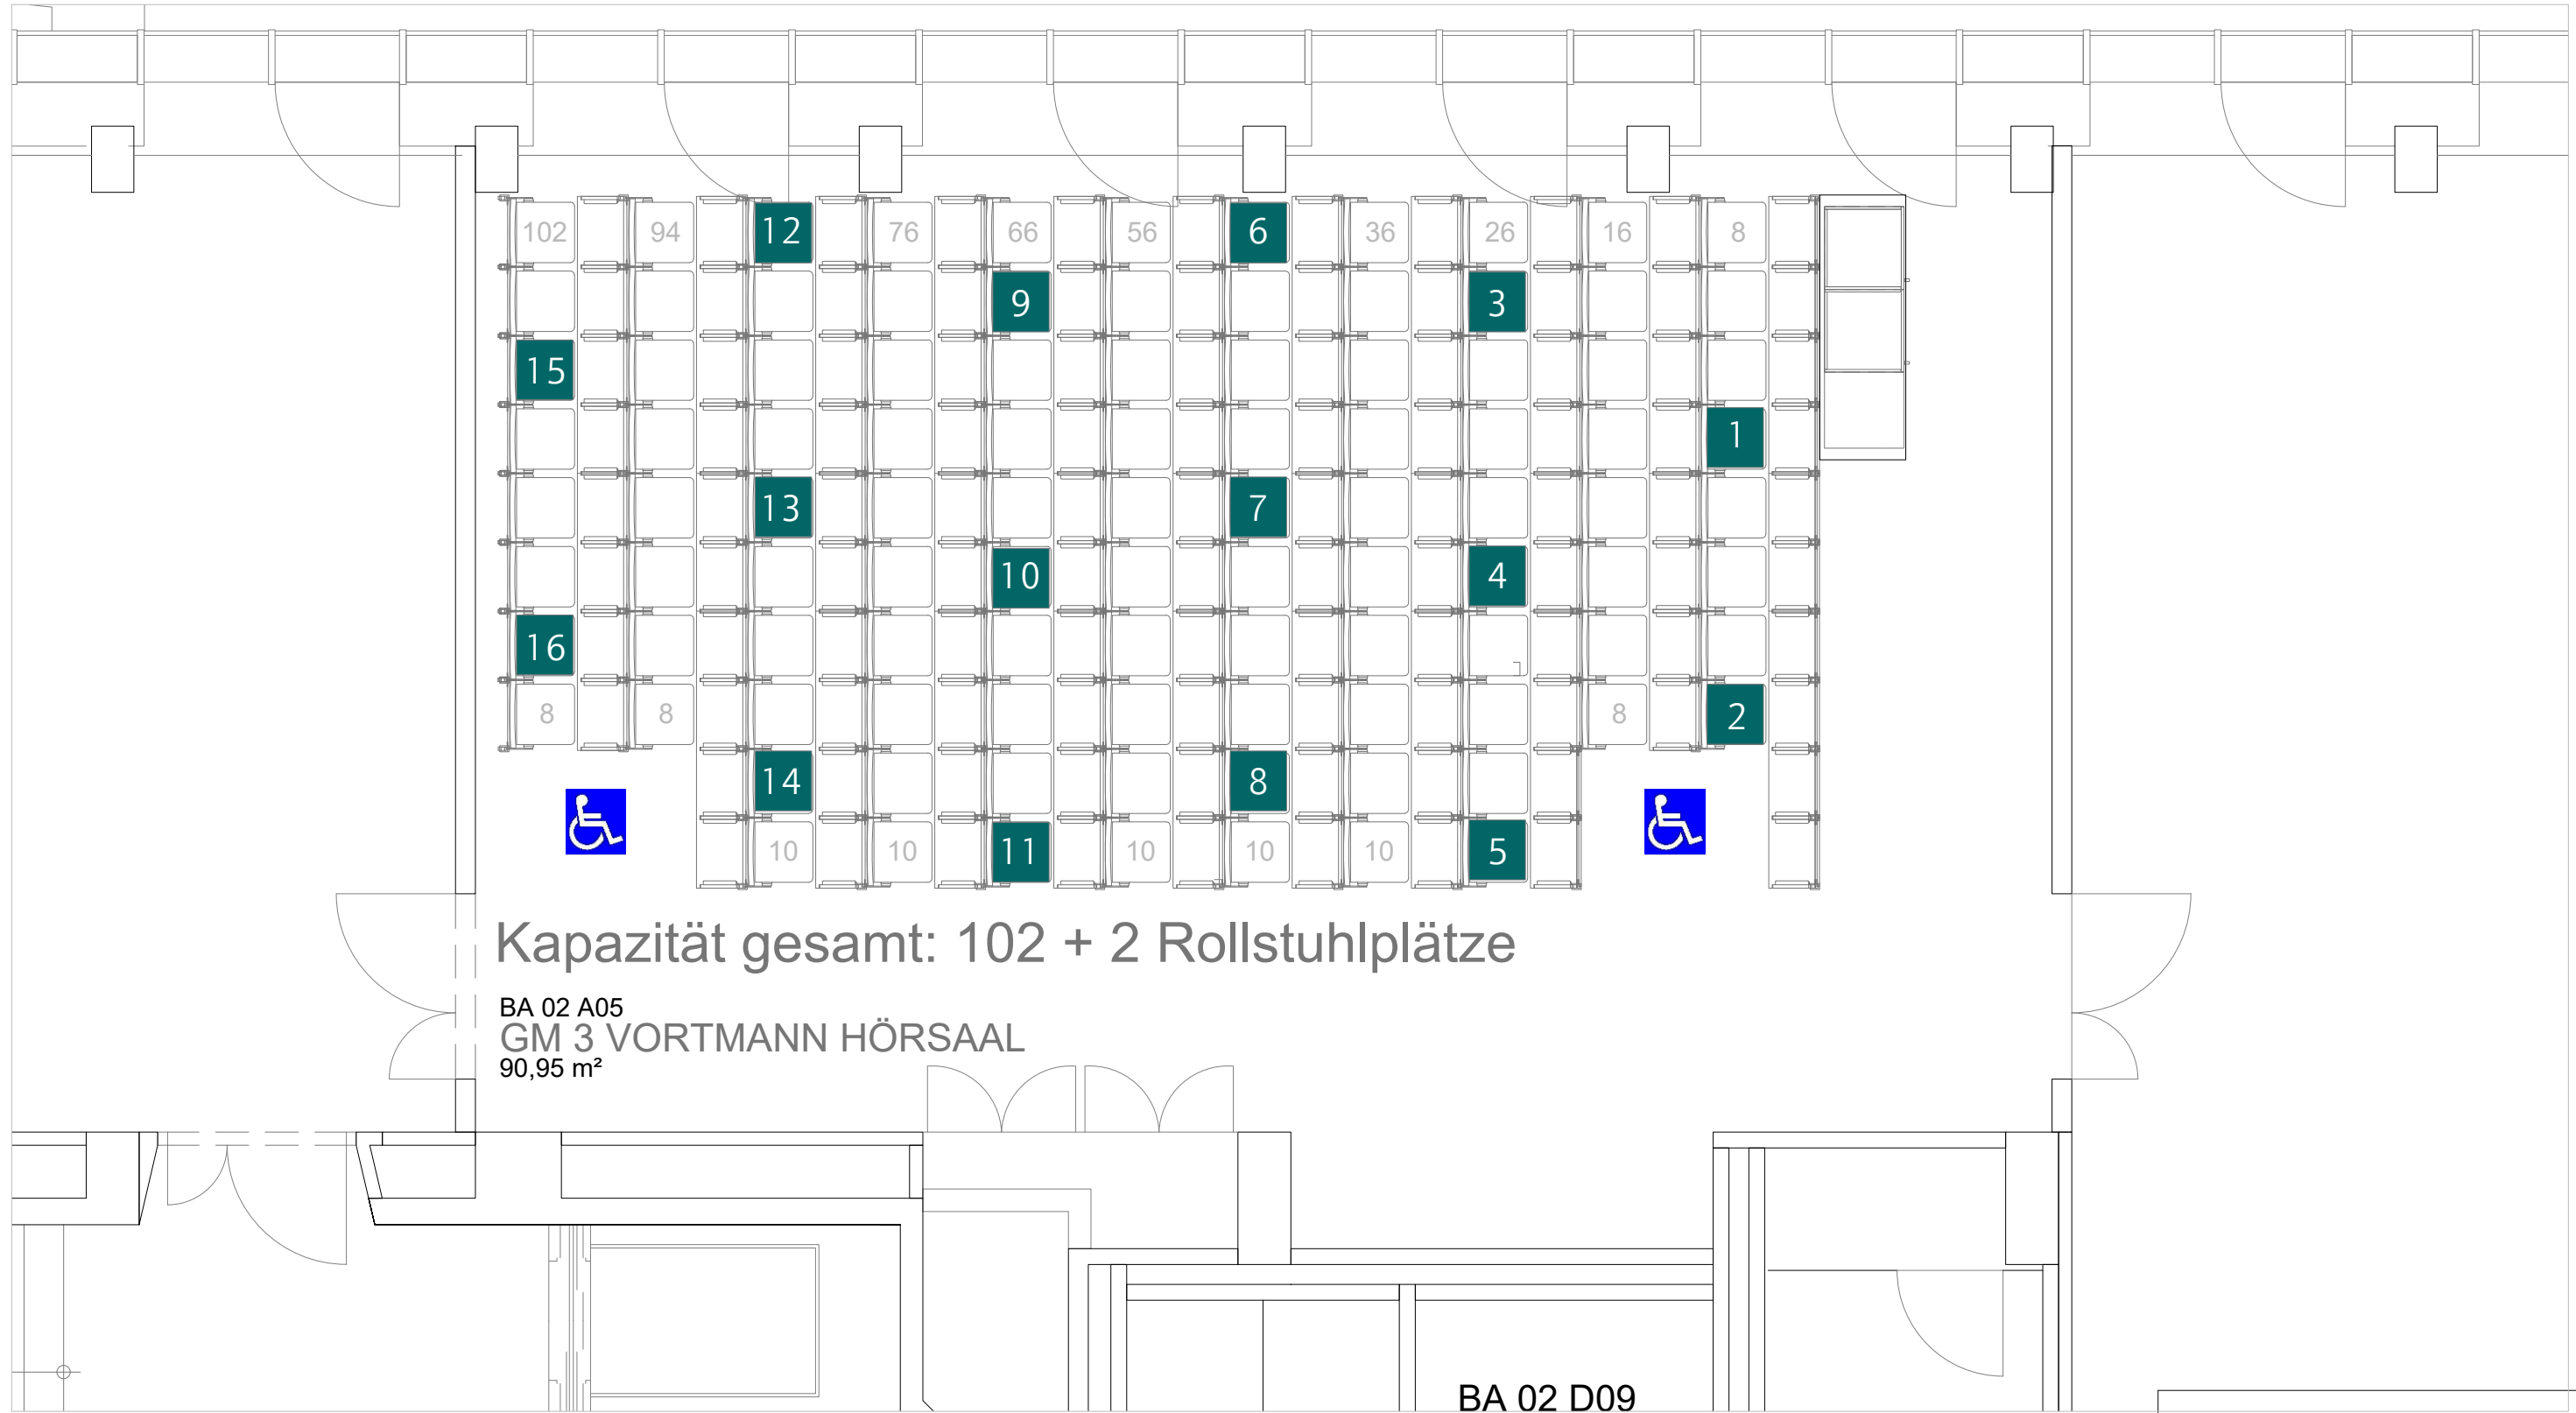 102 94 12 76 66 56 6 36 26 16 8
9 3
15
1
13 7
10 4
16
8 8 8 2
14 8
10 10 11 10 10 10 5
Kapazität gesamt: 102 + 2 Rollstuhlplätze
BA 02 A05
GM 3 VORTMANN HÖRSAAL
90,95 m²
BA 02 D09